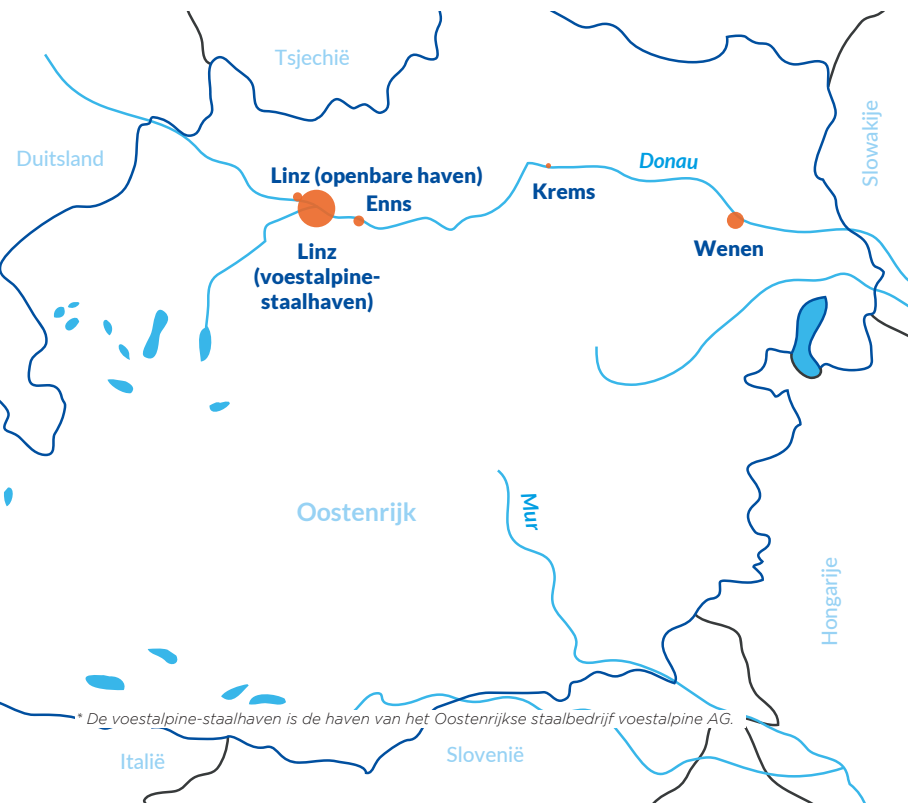 Tsjechië
Duitsland
Slowakije
Donau
Linz (openbare haven)
Enns
Krems
Wenen
Linz
(voestalpine-
staalhaven)
Oostenrijk
Mur
Hongarije
* De voestalpine-staalhaven is de haven van het Oostenrijkse staalbedrijf voestalpine AG.
Italië
Slovenië